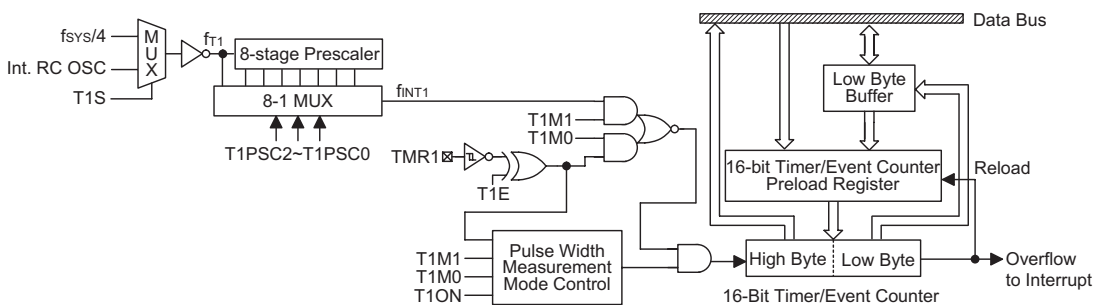 Data Bus
fSYS/4
MUX
fT1
8-stage Prescaler
Int. RC OSC
T1S
8-1 MUX
fINT1
T1PSC2~T1PSC0
T1M1
T1M0
TMR1
T1E
Low Byte
Buffer
16-bit Timer/Event Counter
Preload Register
Reload
T1M1
T1M0
T1ON
Pulse Width
Measurement
Mode Control
High Byte
Low Byte
Overflow
to Interrupt
16-Bit Timer/Event Counter